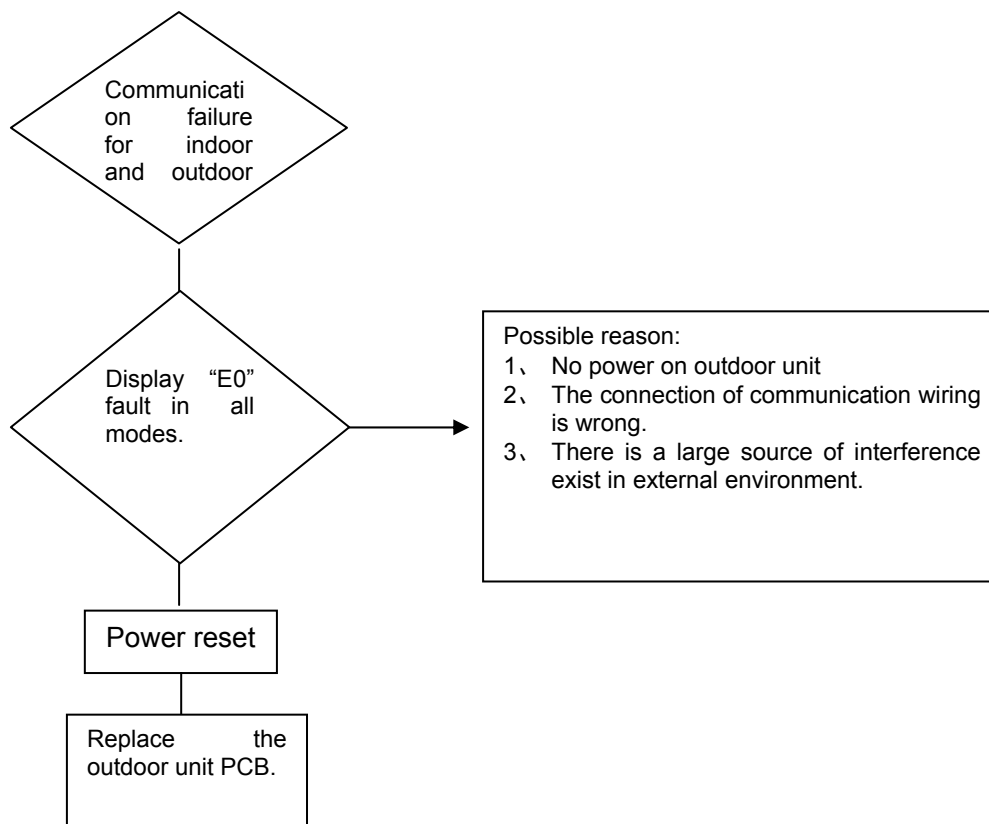 Communicati
on failure
for indoor
and outdoor
Display “E0”
fault in all
modes.
Possible reason:
1、 No power on outdoor unit
2、 The connection of communication wiring
is wrong.
3、 There is a large source of interference
exist in external environment.
Power reset
Replace the
outdoor unit PCB.